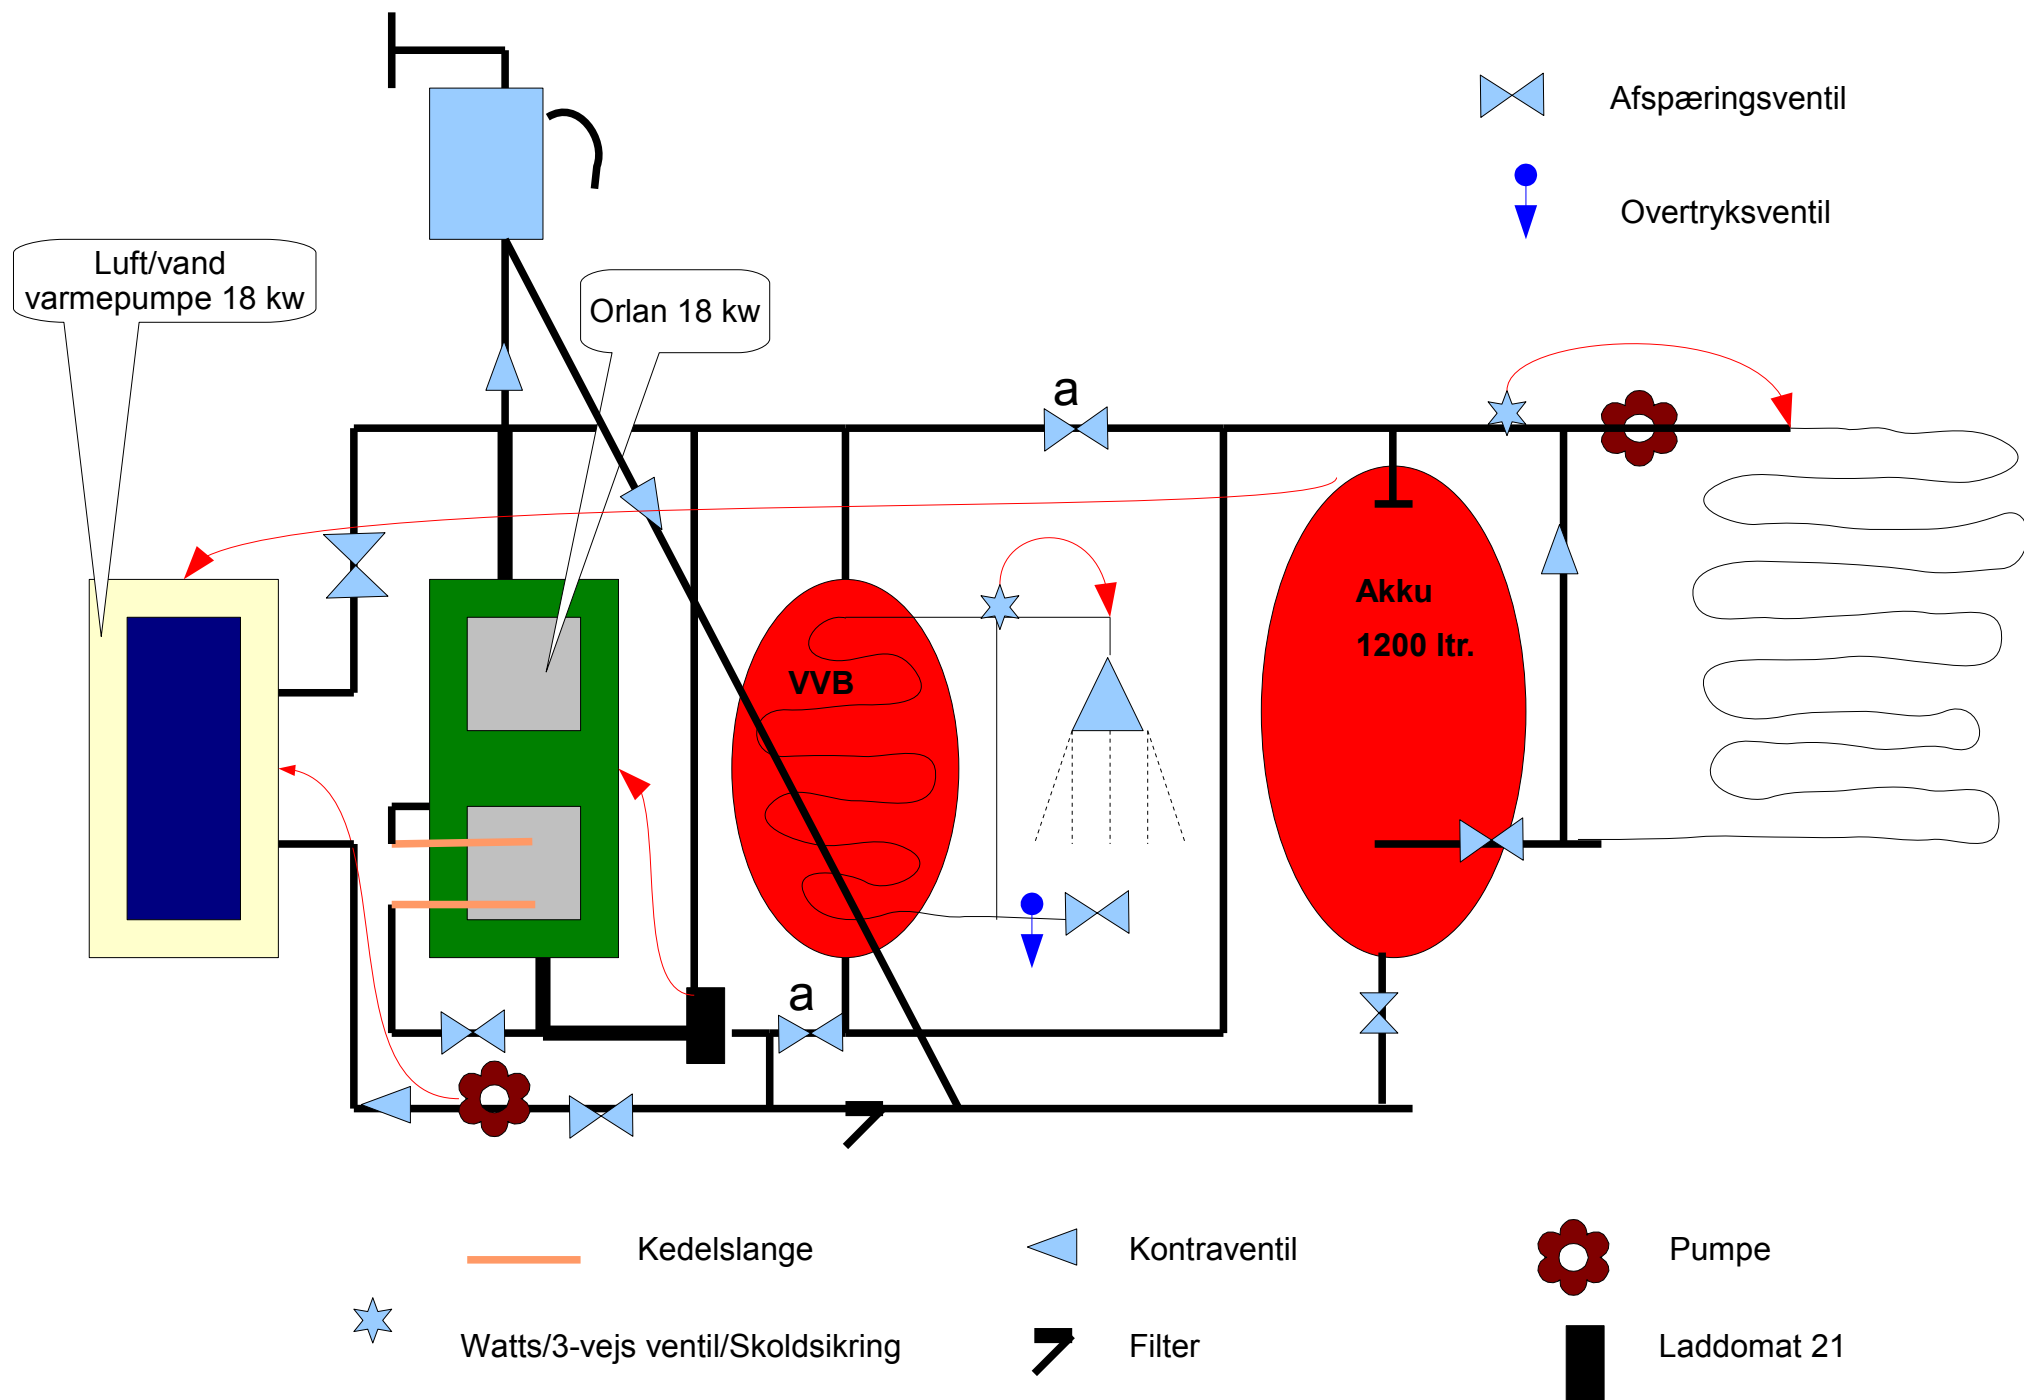 Afspæringsventil
Overtryksventil
Luft/vand
varmepumpe 18 kw
Orlan 18 kw
a
Akku
1200 ltr.
VVB
a
Kedelslange
Kontraventil
Pumpe
Watts/3-vejs ventil/Skoldsikring
Filter
Laddomat 21